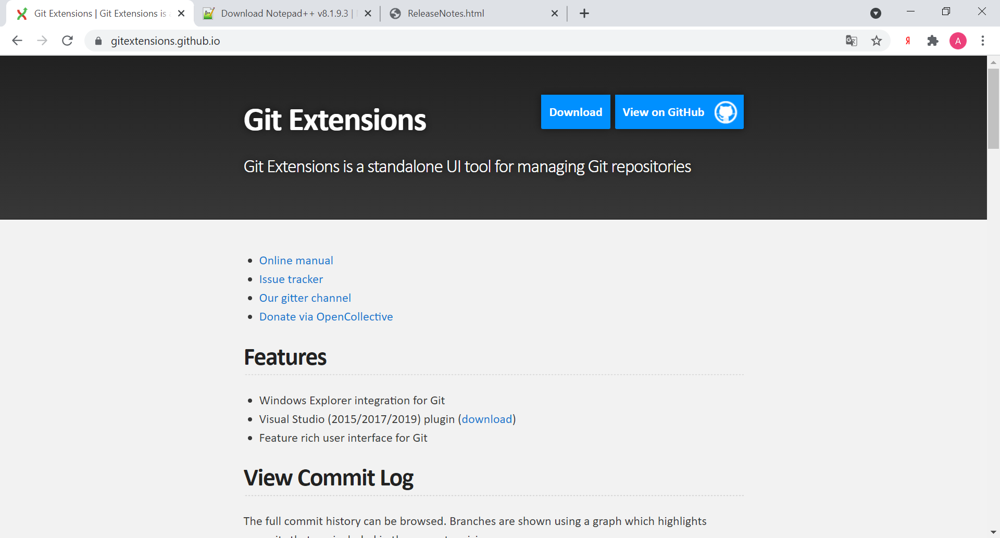 Git Extensions | Git Extensions is
Download Notepad++ v8.1.9.3 |
ReleaseNotes.html
gitextensions.github.io
Я
A
Git Extensions
Download
View on GitHub
Git Extensions is a standalone UI tool for managing Git repositories
Online manual
Issue tracker
Our gitter channel
Donate via OpenCollective
Features
Windows Explorer integration for Git
Visual Studio (2015/2017/2019) plugin (download)
Feature rich user interface for Git
View Commit Log
The full commit history can be browsed. Branches are shown using a graph which highlights